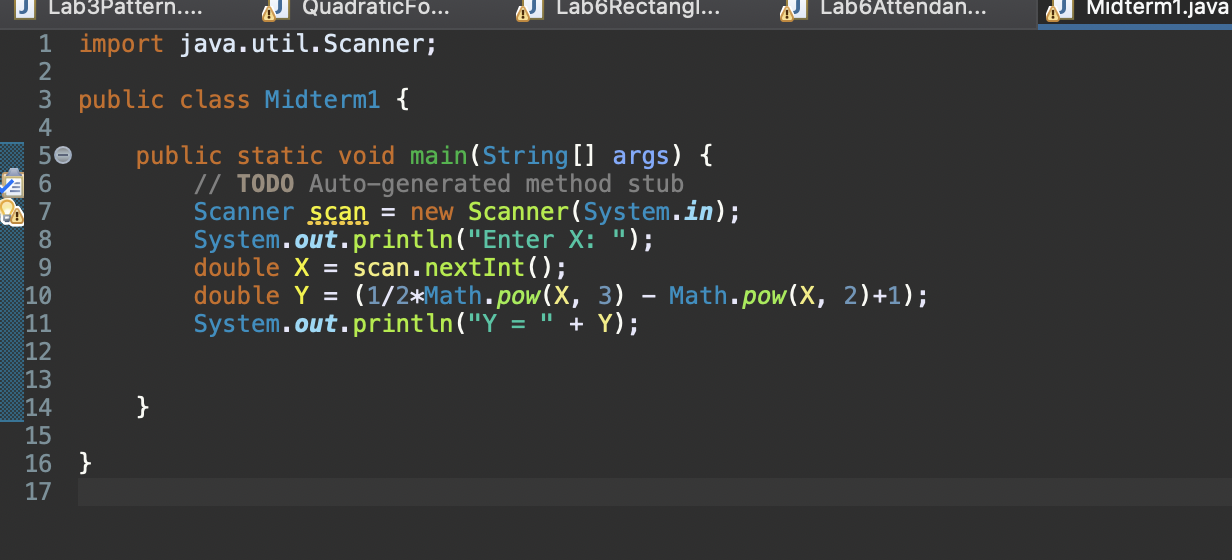 Lab3Pattern.... QuadraticFo... Lab6Rectangl... Lab6Attendan... Midterm1.java
1 import java.util.Scanner;
2
3 public class Midterm1 {
4
5 public static void main(String[] args) {
6 // TODO Auto-generated method stub
7 Scanner scan = new Scanner(System.in);
8 System.out.println("Enter X: ");
9 double X = scan.nextInt();
10 double Y = (1/2*Math.pow(X, 3) - Math.pow(X, 2)+1);
11 System.out.println("Y = " + Y);
12
13
14 }
15
16 }
17